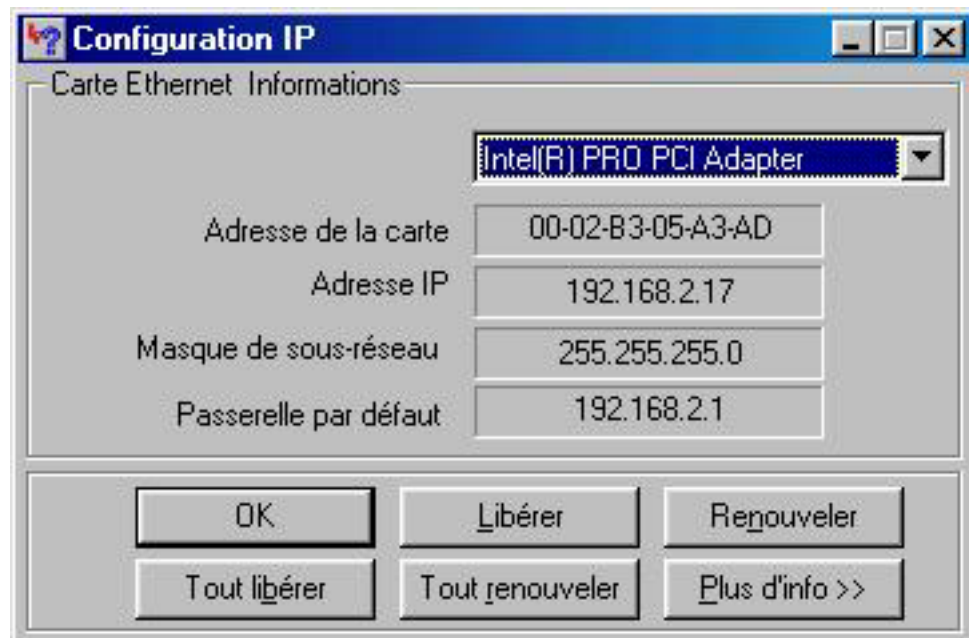 Configuration IP
Carte Ethernet Informations
Intel(R) PRO PCI Adapter
Adresse de la carte 00-02-B3-05-A3-AD
Adresse IP 192.168.2.17
Masque de sous-réseau 255.255.255.0
Passerelle par défaut 192.168.2.1
OK Libérer Renouveler
Tout libérer Tout renouveler Plus d'info >>